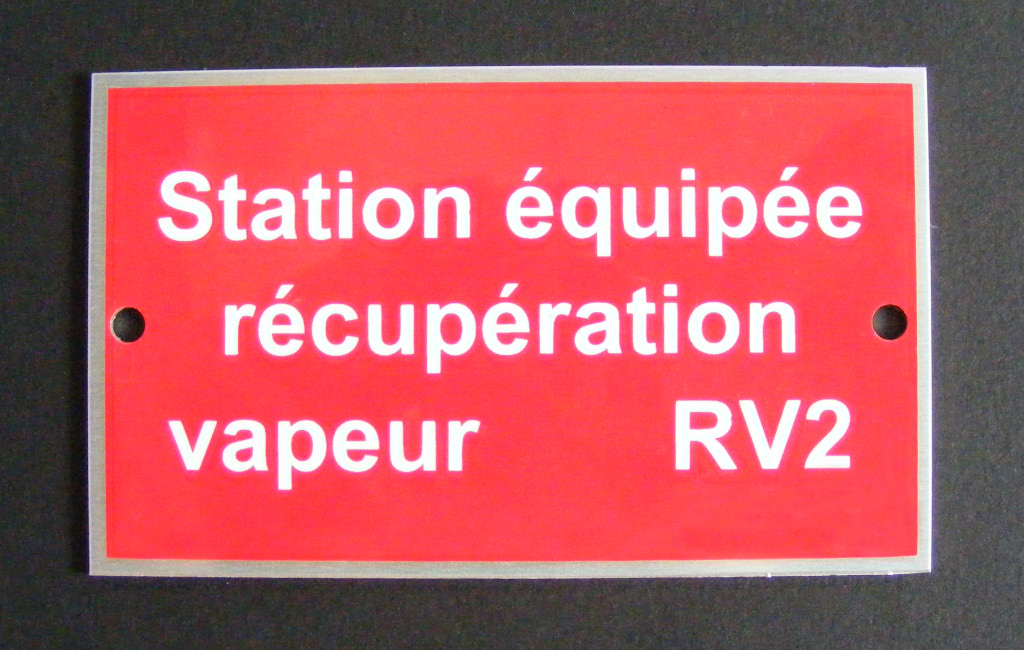 Station équipée
récupération
vapeur RV2